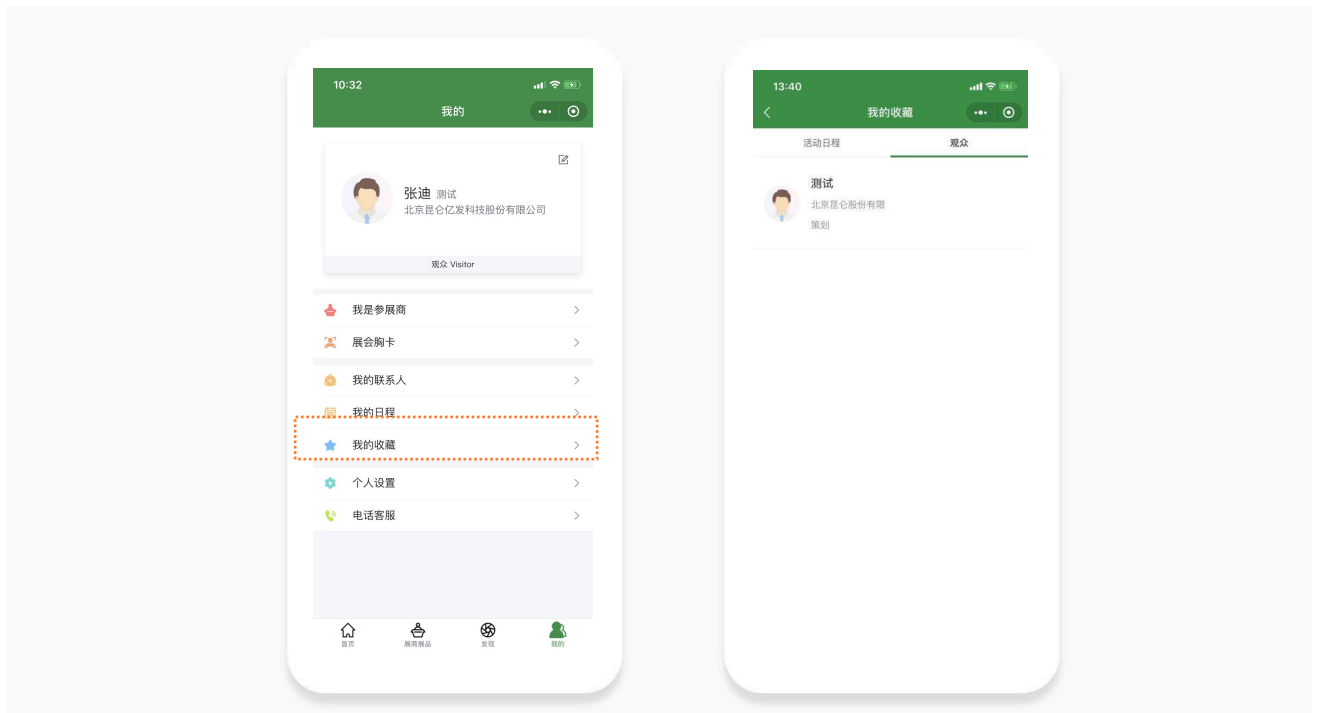 10:32
我的
张迪 测试
北京昆仑亿发科技股份有限公司
观众 Visitor
我是参展商
展会胸卡
我的联系人
我的日程
我的收藏
个人设置
电话客服
首页
展商展品
发现
我的
13:40
我的收藏
活动日程
观众
测试
北京昆仑股份有限
策划